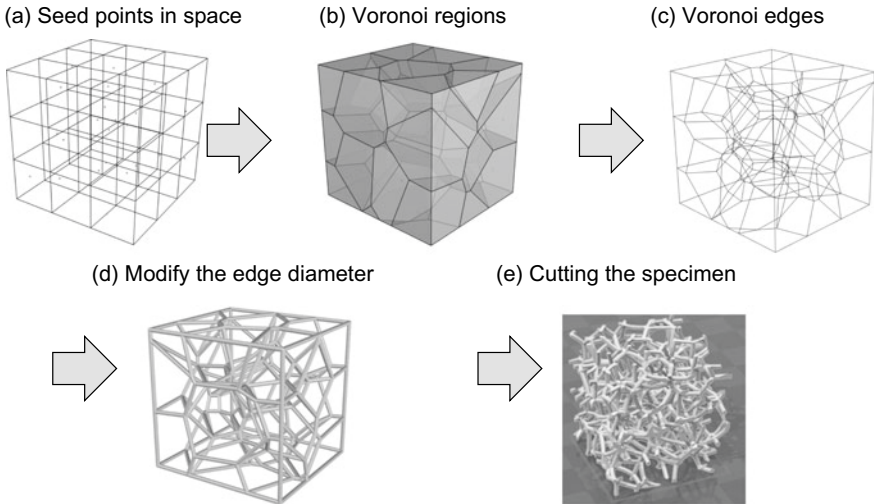 (a) Seed points in space
(b) Voronoi regions
(c) Voronoi edges
(d) Modify the edge diameter
(e) Cutting the specimen